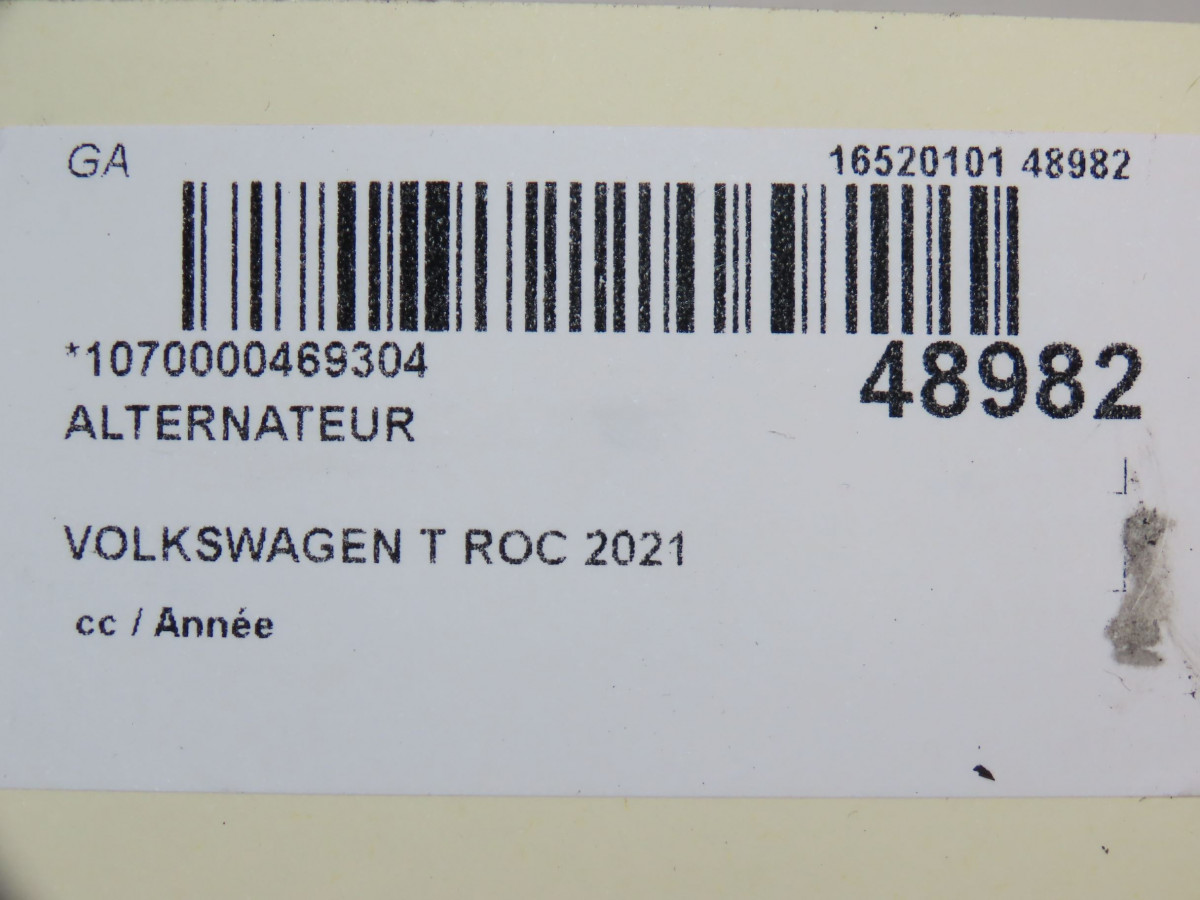 GA
16520101 48982
*1070000469304
48982
ALTERNATEUR
VOLKSWAGEN T ROC 2021
cc / Année